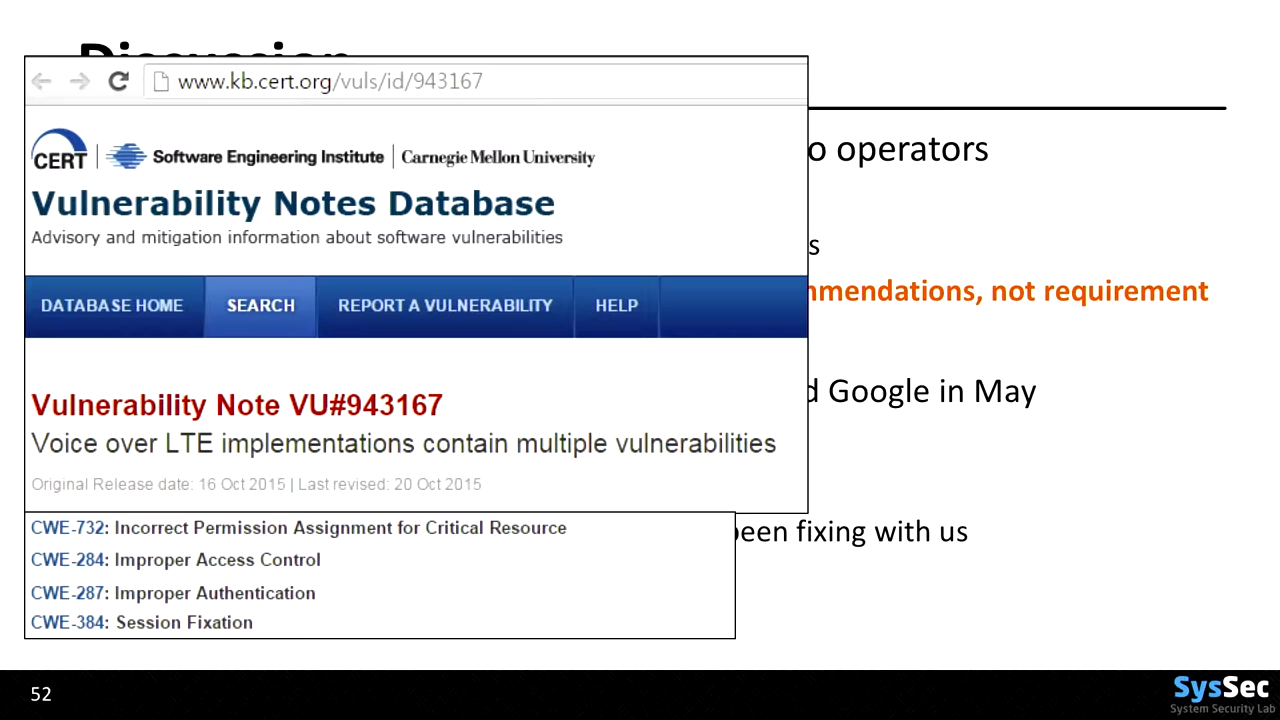 Discussion
www.kb.cert.org/vuls/id/943167
CERT | Software Engineering Institute | Carnegie Mellon University
o operators
Vulnerability Notes Database
Advisory and mitigation information about software vulnerabilities
s
DATABASE HOME SEARCH REPORT A VULNERABILITY HELP
mmendations, not requirement
Vulnerability Note VU#943167
d Google in May
Voice over LTE implementations contain multiple vulnerabilities
Original Release date: 16 Oct 2015 | Last revised: 20 Oct 2015
CWE-732: Incorrect Permission Assignment for Critical Resource
been fixing with us
CWE-284: Improper Access Control
CWE-287: Improper Authentication
CWE-384: Session Fixation
52
SysSec
System Security Lab